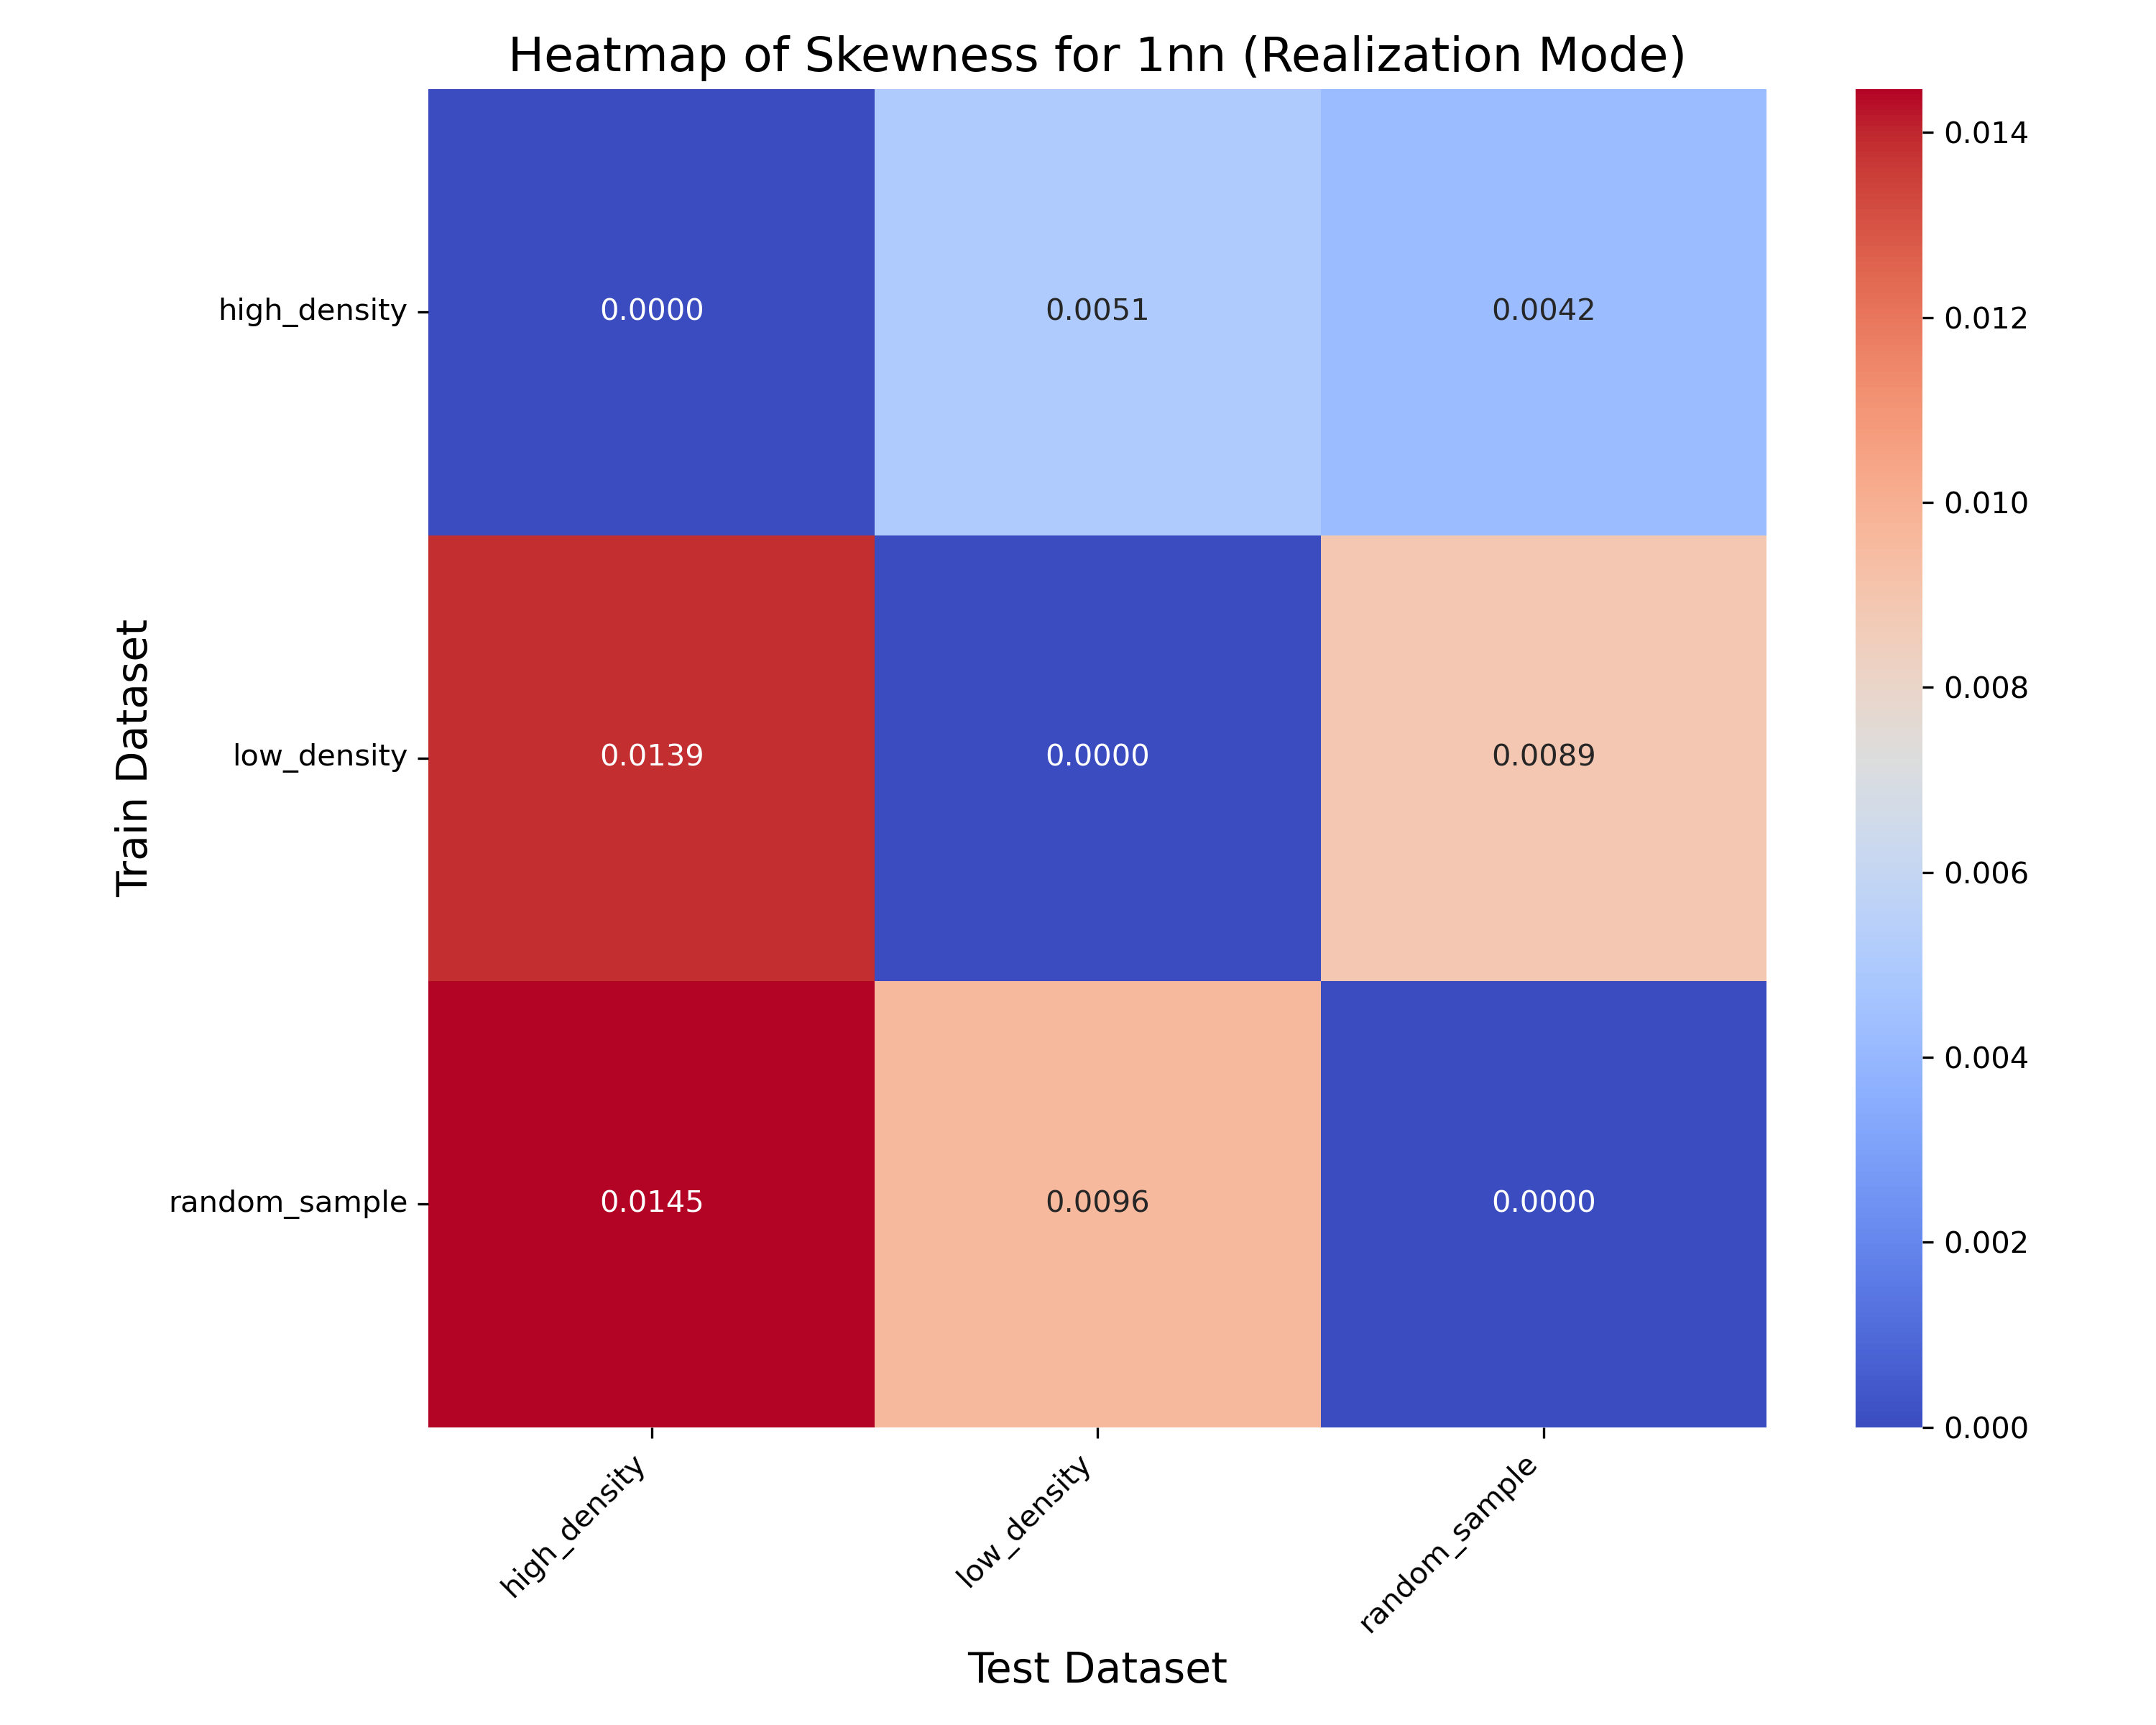 Heatmap of Skewness for 1nn (Realization Mode)
Train Dataset
high_density
0.0000
0.0051
0.0042
low_density
0.0139
0.0000
0.0089
random_sample
0.0145
0.0096
0.0000
high_density
low_density
random_sample
Test Dataset
0.014
0.012
0.010
0.008
0.006
0.004
0.002
0.000